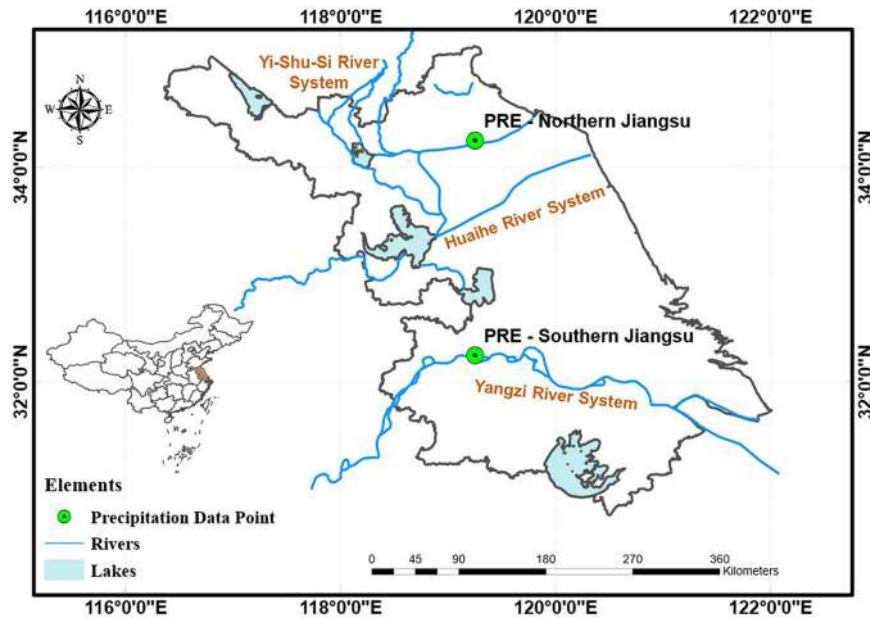 116°0'0"E 118°0'0"E 120°0'0"E 122°0'0"E
Yi-Shu-Si River
System
N
W E
S
PRE - Northern Jiangsu
34°0'0"N
34°0'0"N
Huaihe River System
PRE - Southern Jiangsu
32°0'0"N
32°0'0"N
Yangzi River System
Elements
Precipitation Data Point
Rivers
Lakes
0 45 90 180 270 360
Kilometers
116°0'0"E 118°0'0"E 120°0'0"E 122°0'0"E